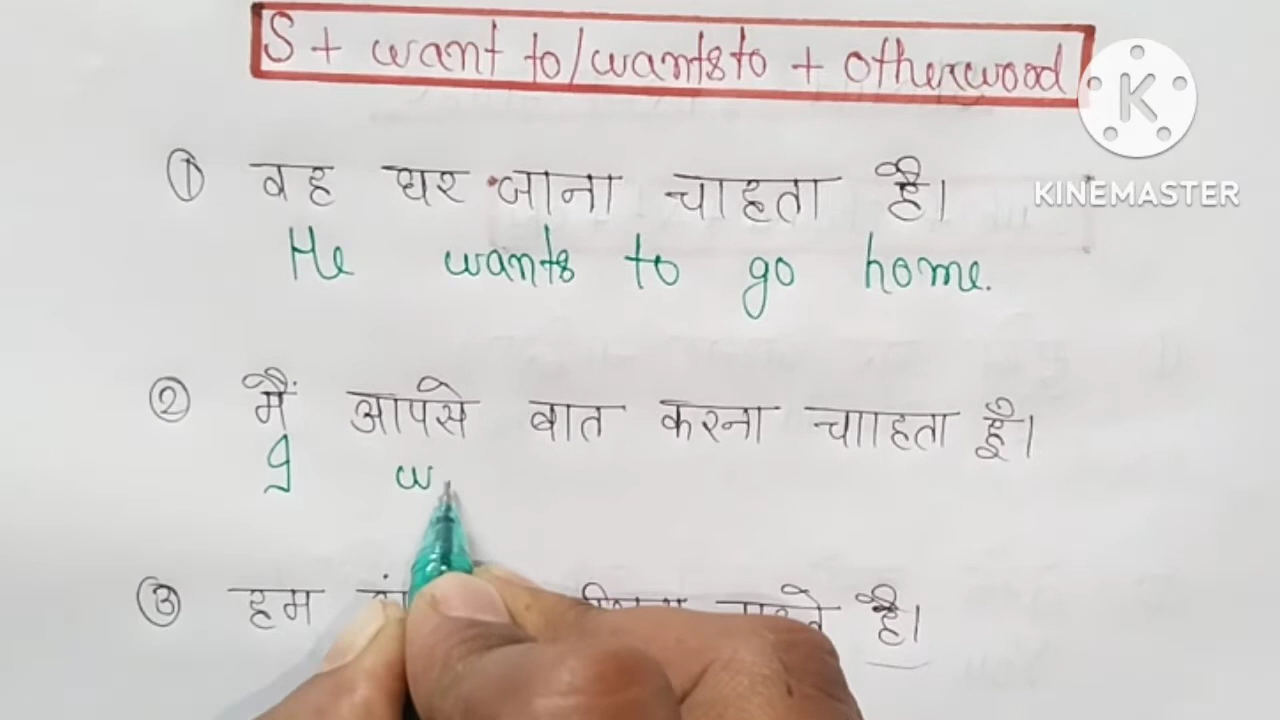 S + want to/wants to + otherwood
K
KINEMASTER
① वह घर जाना चाहता है।
He wants to go home.
② मैं आपसे बात करना चााहता हूँ।
I w
③ हम है।